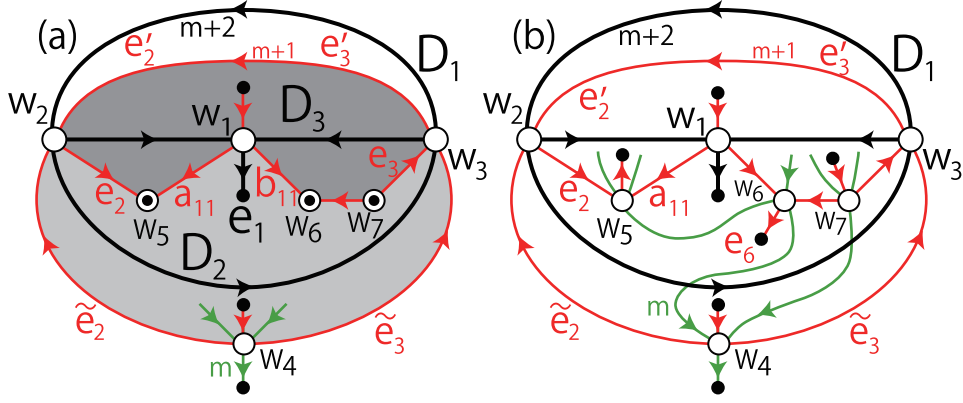 (a)
m+2
D₁
e′₂
m+1
e′₃
w₂
w₁
D₃
w₃
e₂
a₁₁
b₁₁
e₃
w₅
e₁
w₆
w₇
D₂
ẽ₂
ẽ₃
m
w₄
(b)
m+2
D₁
m+1
e′₃
e′₂
w₂
w₁
w₃
e₂
a₁₁
w₆
w₅
w₇
e₆
m
ẽ₂
ẽ₃
w₄